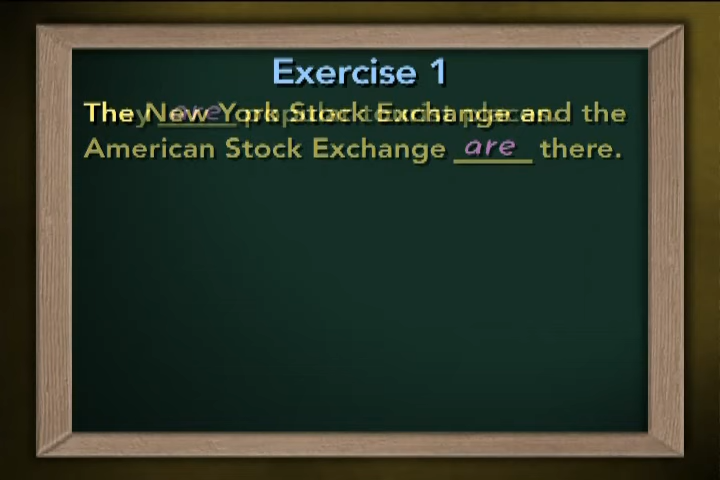 Exercise 1
The New York Stock Exchange and the
American Stock Exchange are there.